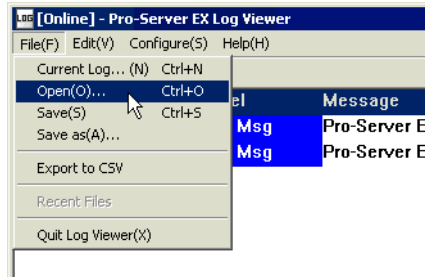 LOG [Online] - Pro-Server EX Log Viewer
File(F) Edit(V) Configure(S) Help(H)
Current Log... (N) Ctrl+N
Open(O)... Ctrl+O
el Message
Save(S) Ctrl+S
Msg Pro-Server E
Save as(A)...
Msg Pro-Server E
Export to CSV
Recent Files
Quit Log Viewer(X)